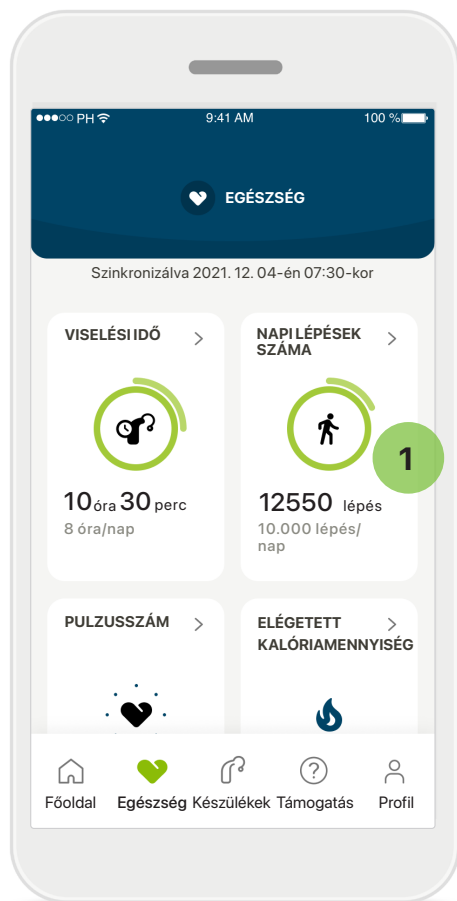 PH 9:41 AM 100 %
EGÉSZSÉG
Szinkronizálva 2021. 12. 04-én 07:30-kor
VISELÉSI IDŐ
10 óra 30 perc
8 óra/nap
NAPI LÉPÉSEK
SZÁMA
1
12550 lépés
10.000 lépés/
nap
PULZUSSZÁM
ELÉGETETT
KALÓRIAMENNYISÉG
Főoldal Egészség Készülékek Támogatás Profil